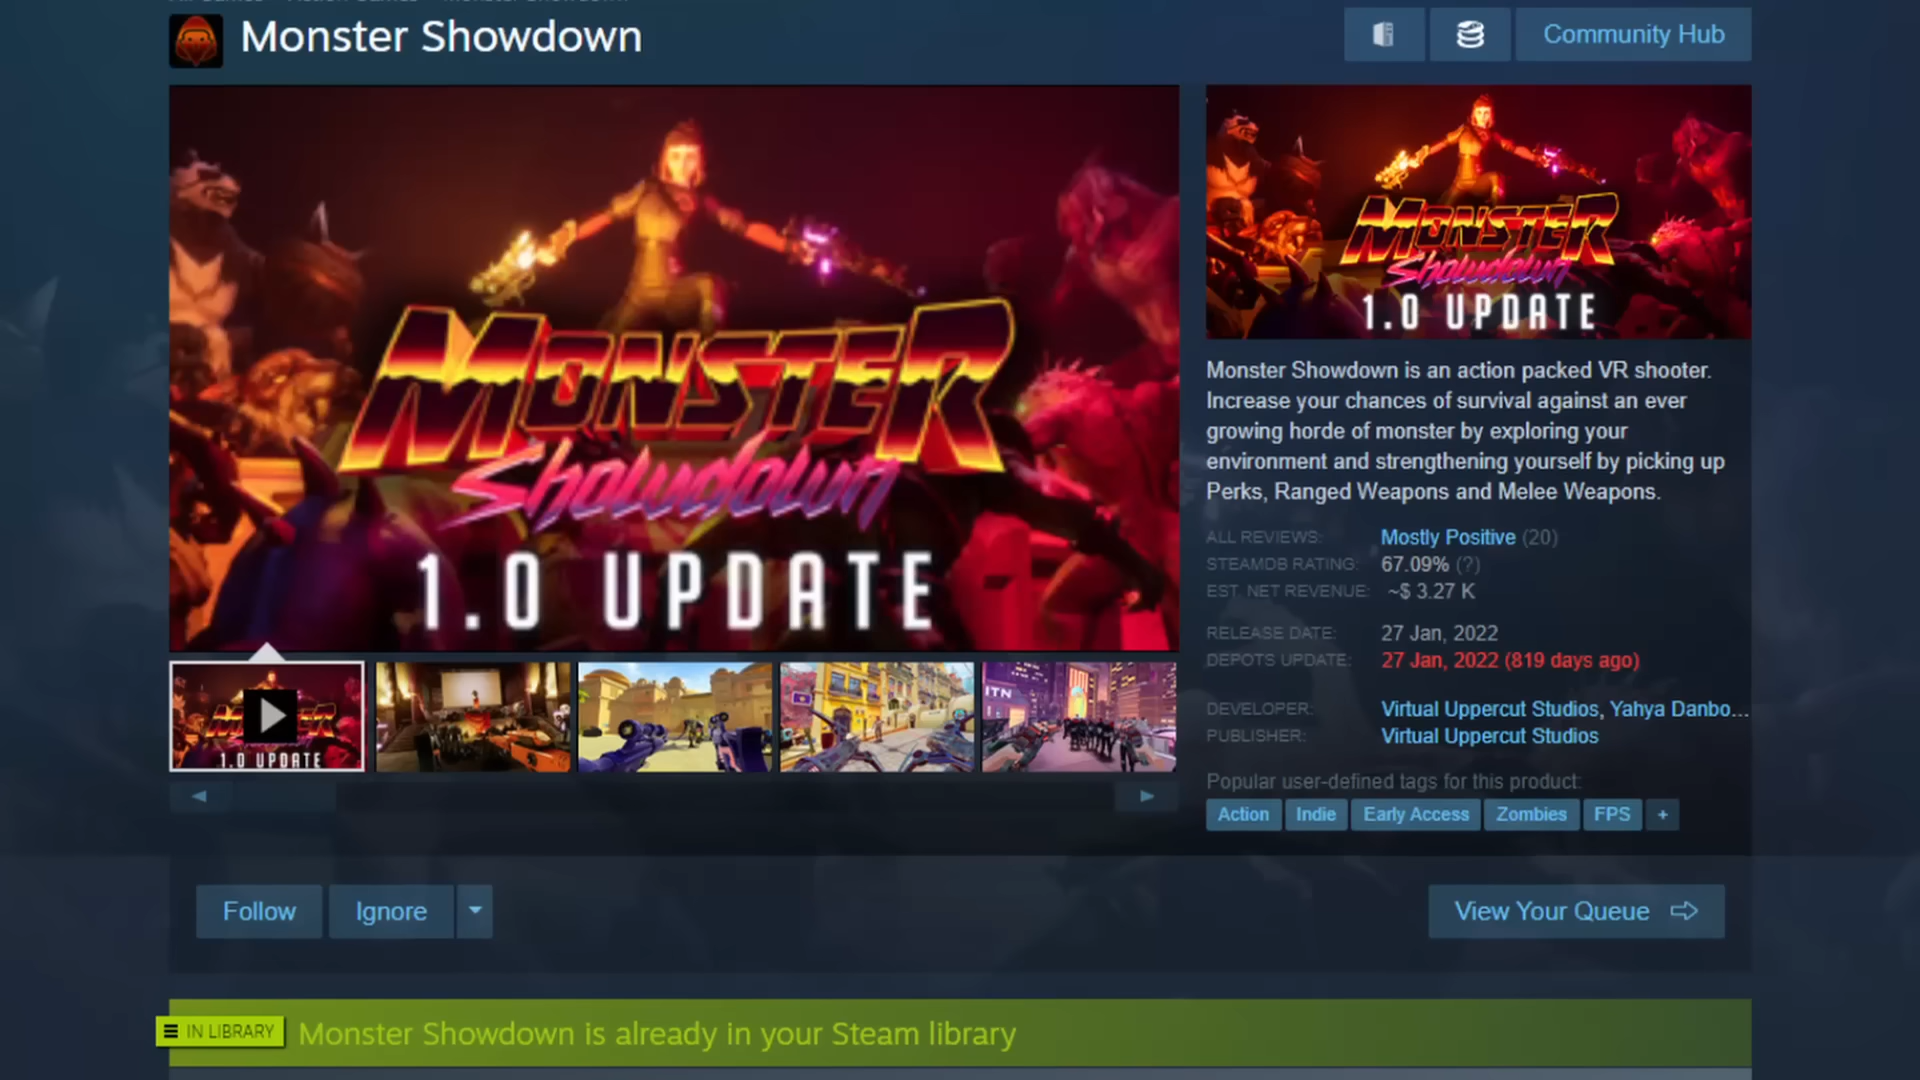 Monster Showdown
Community Hub
MONSTER
Showdown
1.0 UPDATE
MONSTER
Showdown
1.0 UPDATE
Monster Showdown is an action packed VR shooter.
Increase your chances of survival against an ever
growing horde of monster by exploring your
environment and strengthening yourself by picking up
Perks, Ranged Weapons and Melee Weapons.
ALL REVIEWS: Mostly Positive (20)
STEAMDB RATING: 67.09% (?)
EST. NET REVENUE: ~$ 3.27 K
RELEASE DATE: 27 Jan, 2022
DEPOTS UPDATE: 27 Jan, 2022 (819 days ago)
DEVELOPER: Virtual Uppercut Studios, Yahya Danbo...
PUBLISHER: Virtual Uppercut Studios
Popular user-defined tags for this product:
Action Indie Early Access Zombies FPS +
1.0 UPDATE
ITN
Follow Ignore
View Your Queue
IN LIBRARY
Monster Showdown is already in your Steam library